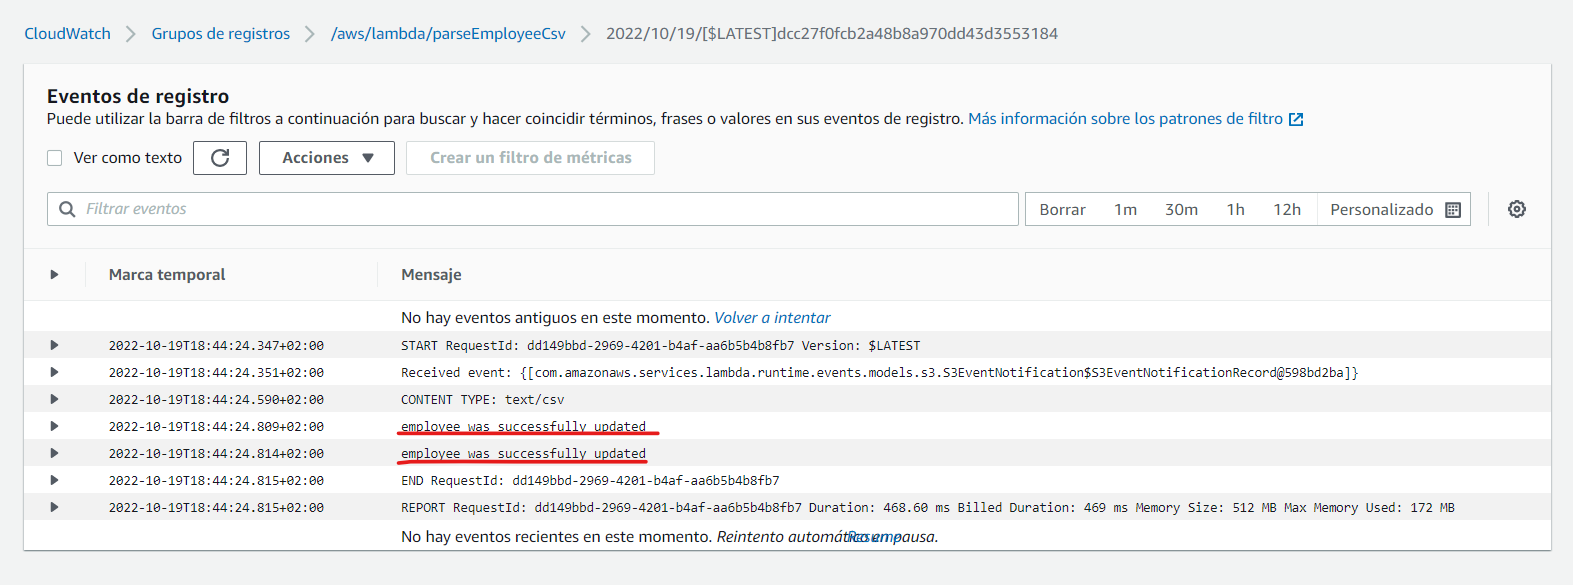 CloudWatch > Grupos de registros > /aws/lambda/parseEmployeeCsv > 2022/10/19/[$LATEST]dcc27f0fcb2a48b8a970dd43d3553184
Eventos de registro
Puede utilizar la barra de filtros a continuación para buscar y hacer coincidir términos, frases o valores en sus eventos de registro. Más información sobre los patrones de filtro
Ver como texto Acciones Crear un filtro de métricas
Filtrar eventos Borrar 1m 30m 1h 12h Personalizado
Marca temporal Mensaje
No hay eventos antiguos en este momento. Volver a intentar
2022-10-19T18:44:24.347+02:00 START RequestId: dd149bbd-2969-4201-b4af-aa6b5b4b8fb7 Version: $LATEST
2022-10-19T18:44:24.351+02:00 Received event: {[com.amazonaws.services.lambda.runtime.events.models.s3.S3EventNotification$S3EventNotificationRecord@598bd2ba]}
2022-10-19T18:44:24.590+02:00 CONTENT TYPE: text/csv
2022-10-19T18:44:24.809+02:00 employee was successfully updated
2022-10-19T18:44:24.814+02:00 employee was successfully updated
2022-10-19T18:44:24.815+02:00 END RequestId: dd149bbd-2969-4201-b4af-aa6b5b4b8fb7
2022-10-19T18:44:24.815+02:00 REPORT RequestId: dd149bbd-2969-4201-b4af-aa6b5b4b8fb7 Duration: 468.60 ms Billed Duration: 469 ms Memory Size: 512 MB Max Memory Used: 172 MB
No hay eventos recientes en este momento. Reintento automático en pausa. Resume